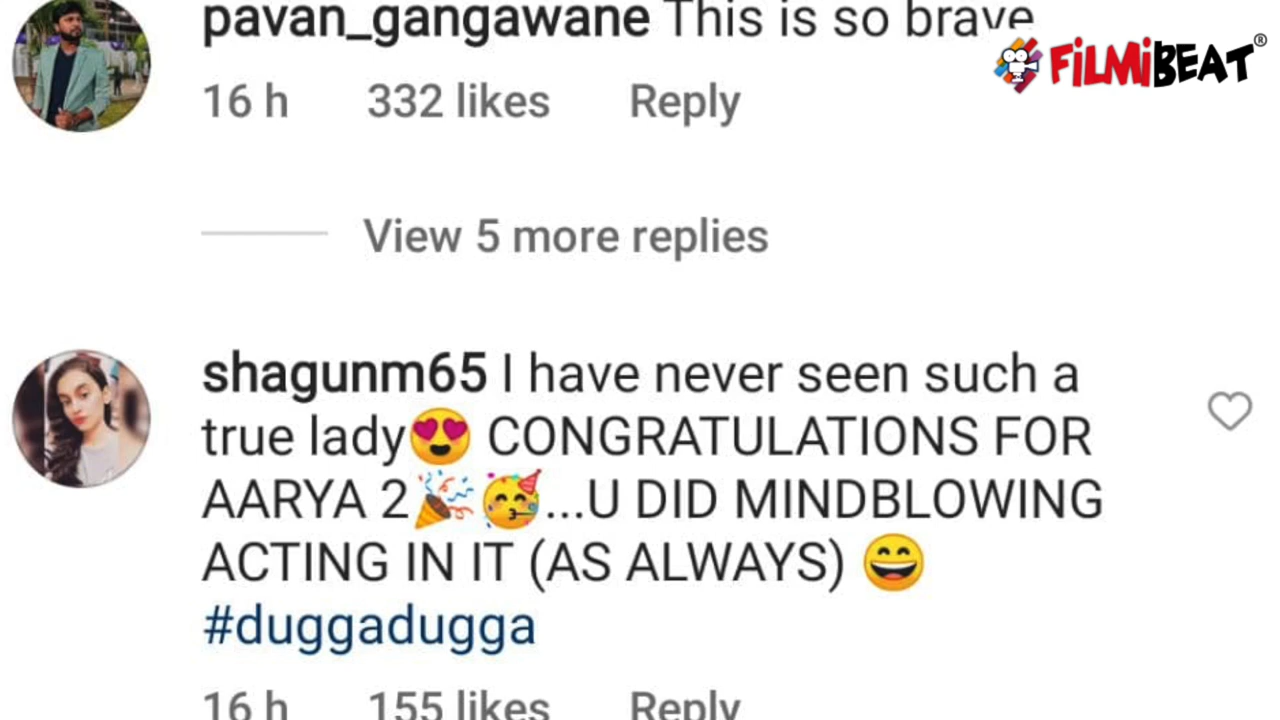 pavan_gangawane This is so brave
FiLMiBEAT®
16 h 332 likes Reply
View 5 more replies
shagunm65 I have never seen such a
true lady😍 CONGRATULATIONS FOR
AARYA 2🎉🥳...U DID MINDBLOWING
ACTING IN IT (AS ALWAYS) 😄
#duggadugga
16 h 155 likes Reply